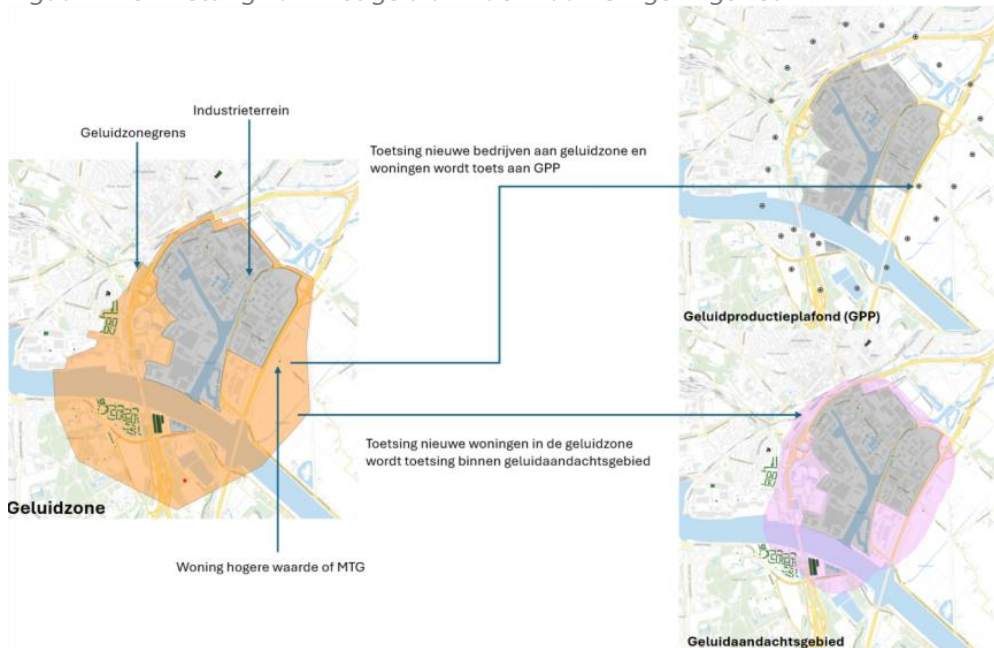 Industrieterrein
Geluidzonegrens
Toetsing nieuwe bedrijven aan geluidzone en
woningen wordt toets aan GPP
Geluidproductieplafond (GPP)
Toetsing nieuwe woningen in de geluidzone
wordt toetsing binnen geluidaandachtsgebied
Geluidzone
Woning hogere waarde of MTG
Geluidaandachtsgebied